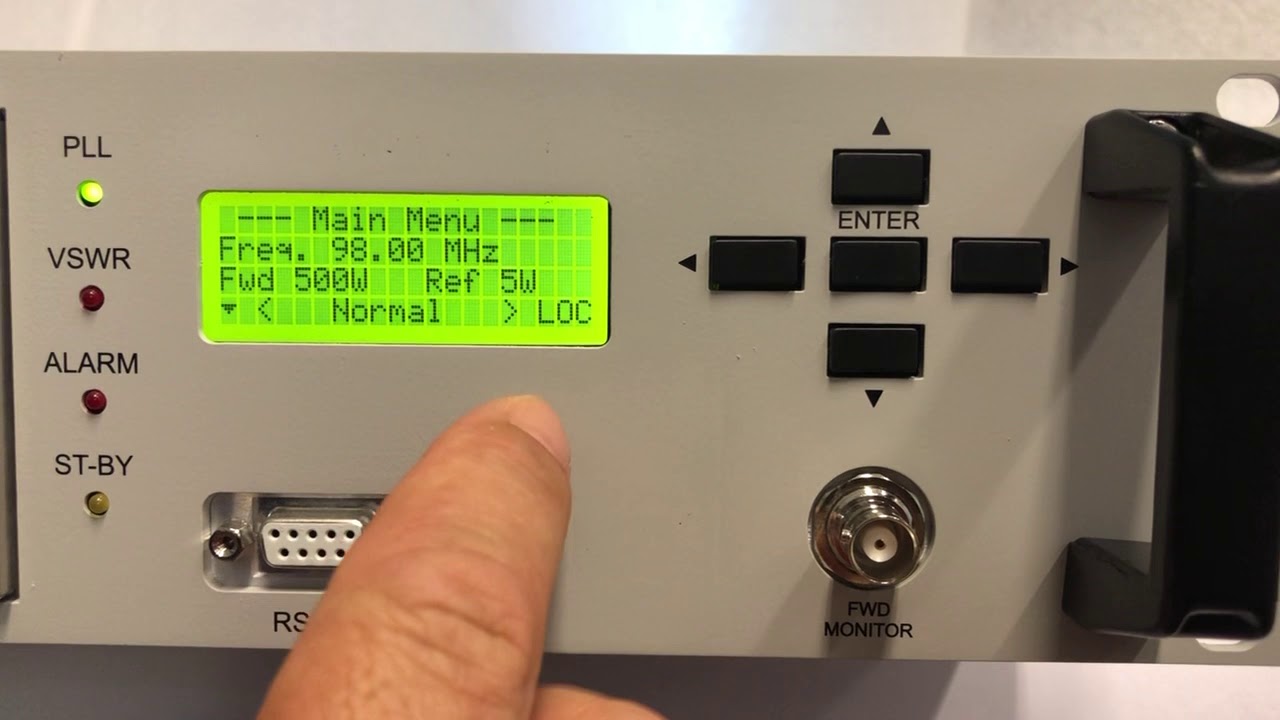 PLL
VSWR
ALARM
ST-BY
--- Main Menu ---
Freq. 98.00 MHz
Fwd 500W Ref 5W
▼ < Normal > LOC
▲
ENTER
◀ ▶
▼
RS
FWD
MONITOR